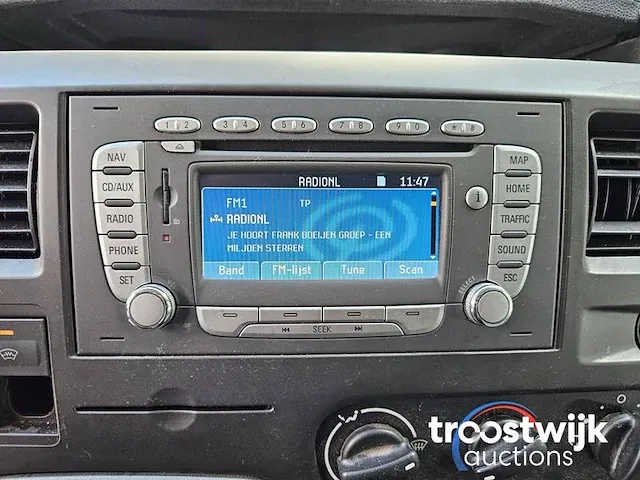 1 2 3 4 5 6 7 8 9 0 * #
NAV
CD/AUX
RADIO
PHONE
SET
RADIONL 11:47
FM1 TP
RADIONL
JE HOORT FRANK BOEIJEN GROEP - EEN
MILJOEN STERREN
Band FM-lijst Tune Scan
SEEK
i
MAP
HOME
TRAFFIC
SOUND
ESC
SELECT
troostwijk
auctions